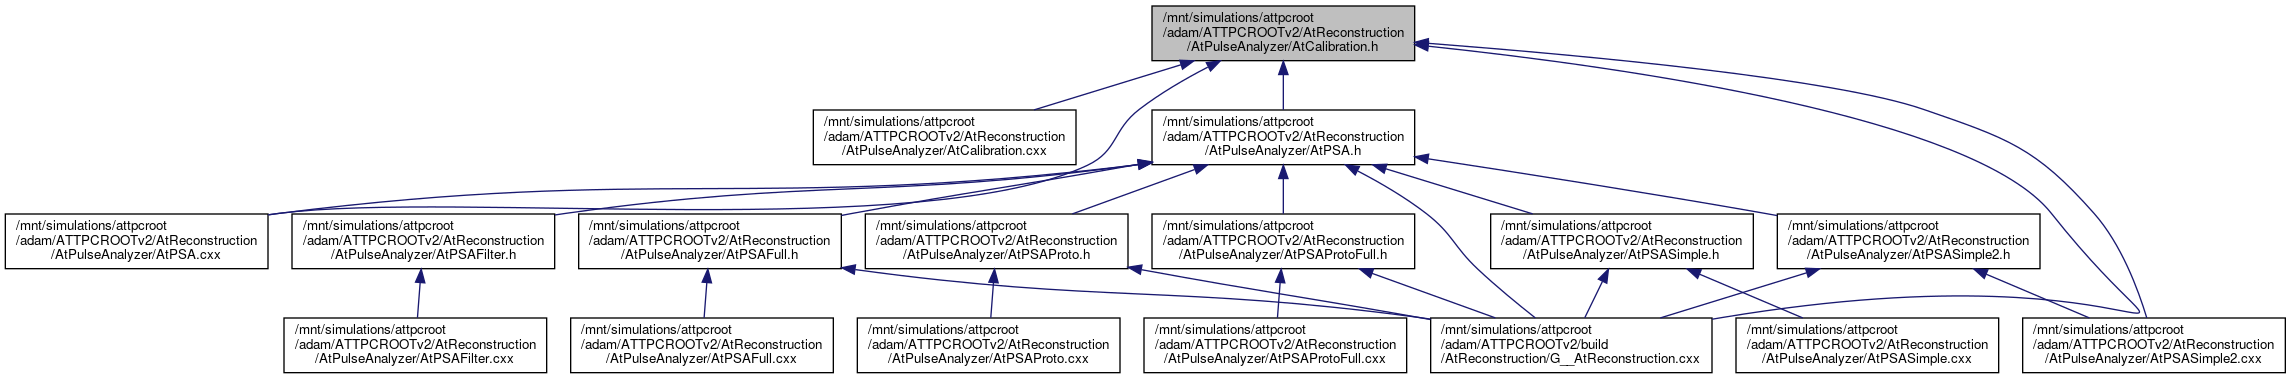 /mnt/simulations/attpcroot
/adam/ATTPCROOTv2/AtReconstruction
/AtPulseAnalyzer/AtCalibration.h
/mnt/simulations/attpcroot
/adam/ATTPCROOTv2/AtReconstruction
/AtPulseAnalyzer/AtCalibration.cxx
/mnt/simulations/attpcroot
/adam/ATTPCROOTv2/AtReconstruction
/AtPulseAnalyzer/AtPSA.h
/mnt/simulations/attpcroot
/adam/ATTPCROOTv2/AtReconstruction
/AtPulseAnalyzer/AtPSA.cxx
/mnt/simulations/attpcroot
/adam/ATTPCROOTv2/AtReconstruction
/AtPulseAnalyzer/AtPSAFilter.h
/mnt/simulations/attpcroot
/adam/ATTPCROOTv2/AtReconstruction
/AtPulseAnalyzer/AtPSAFull.h
/mnt/simulations/attpcroot
/adam/ATTPCROOTv2/AtReconstruction
/AtPulseAnalyzer/AtPSAProto.h
/mnt/simulations/attpcroot
/adam/ATTPCROOTv2/AtReconstruction
/AtPulseAnalyzer/AtPSAProtoFull.h
/mnt/simulations/attpcroot
/adam/ATTPCROOTv2/AtReconstruction
/AtPulseAnalyzer/AtPSASimple.h
/mnt/simulations/attpcroot
/adam/ATTPCROOTv2/AtReconstruction
/AtPulseAnalyzer/AtPSASimple2.h
/mnt/simulations/attpcroot
/adam/ATTPCROOTv2/AtReconstruction
/AtPulseAnalyzer/AtPSAFilter.cxx
/mnt/simulations/attpcroot
/adam/ATTPCROOTv2/AtReconstruction
/AtPulseAnalyzer/AtPSAFull.cxx
/mnt/simulations/attpcroot
/adam/ATTPCROOTv2/AtReconstruction
/AtPulseAnalyzer/AtPSAProto.cxx
/mnt/simulations/attpcroot
/adam/ATTPCROOTv2/AtReconstruction
/AtPulseAnalyzer/AtPSAProtoFull.cxx
/mnt/simulations/attpcroot
/adam/ATTPCROOTv2/build
/AtReconstruction/G__AtReconstruction.cxx
/mnt/simulations/attpcroot
/adam/ATTPCROOTv2/AtReconstruction
/AtPulseAnalyzer/AtPSASimple.cxx
/mnt/simulations/attpcroot
/adam/ATTPCROOTv2/AtReconstruction
/AtPulseAnalyzer/AtPSASimple2.cxx